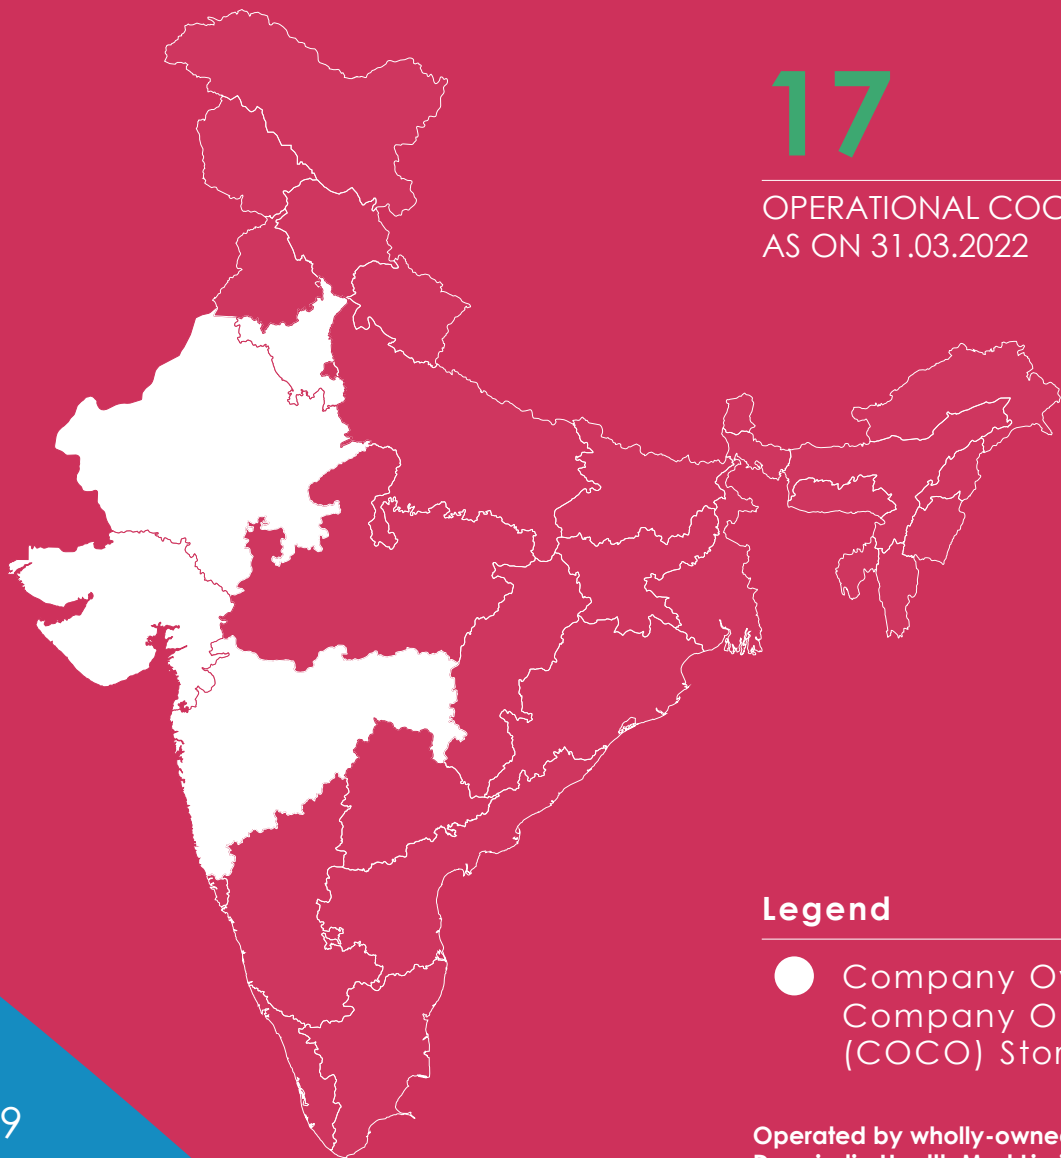 17
OPERATIONAL COC
AS ON 31.03.2022
Legend
Company O
Company O
(COCO) Stor
9
Operated by wholly-owne